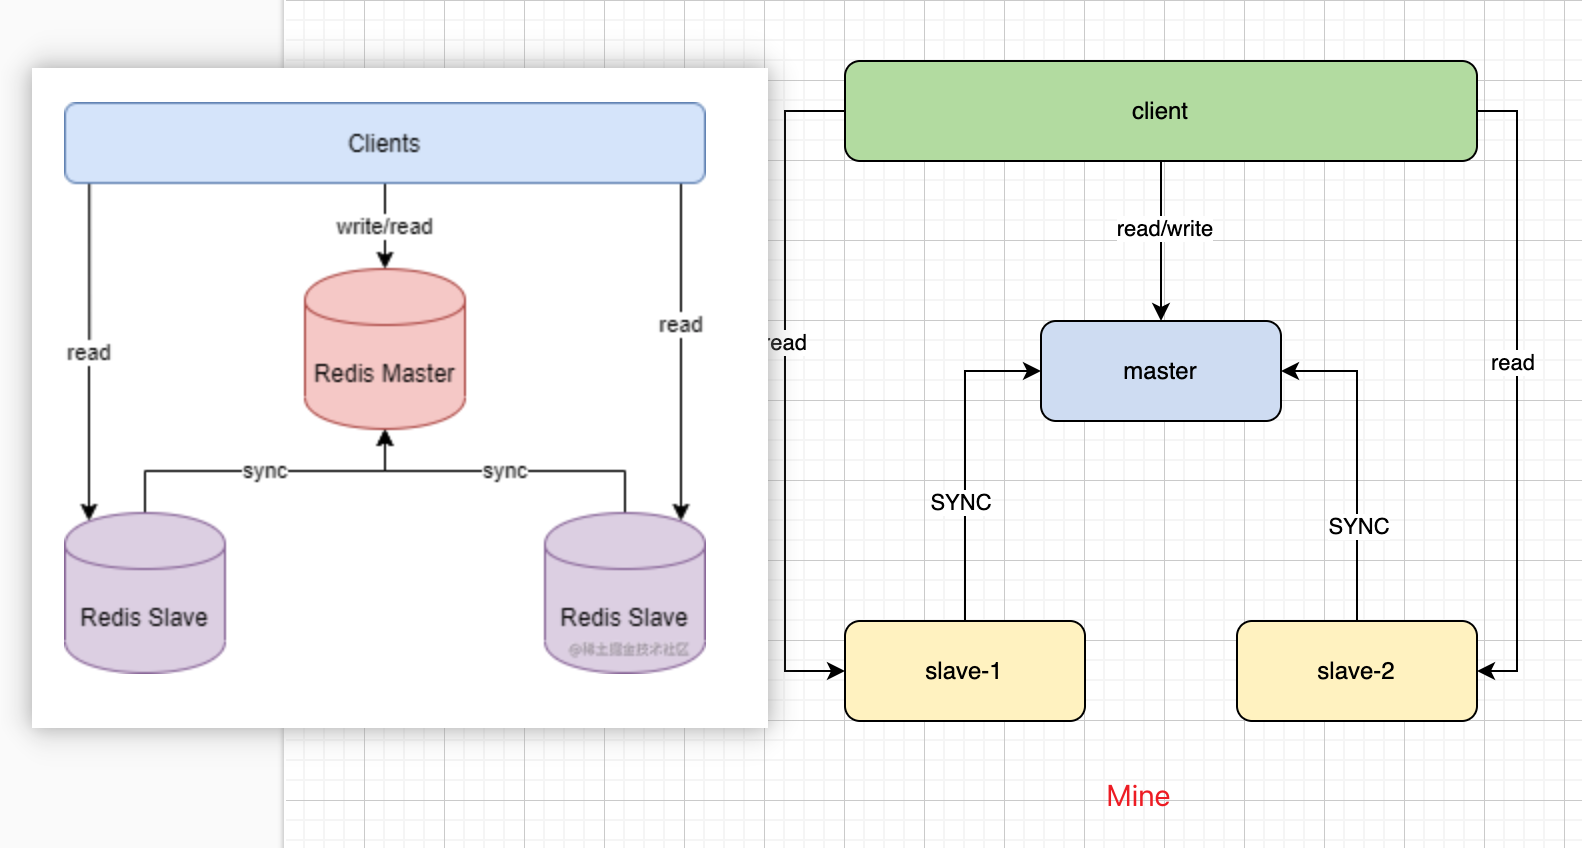 Clients
write/read
read
read
Redis Master
sync
sync
Redis Slave
Redis Slave
@稀土掘金技术社区
client
read/write
read
read
master
SYNC
SYNC
slave-1
slave-2
Mine